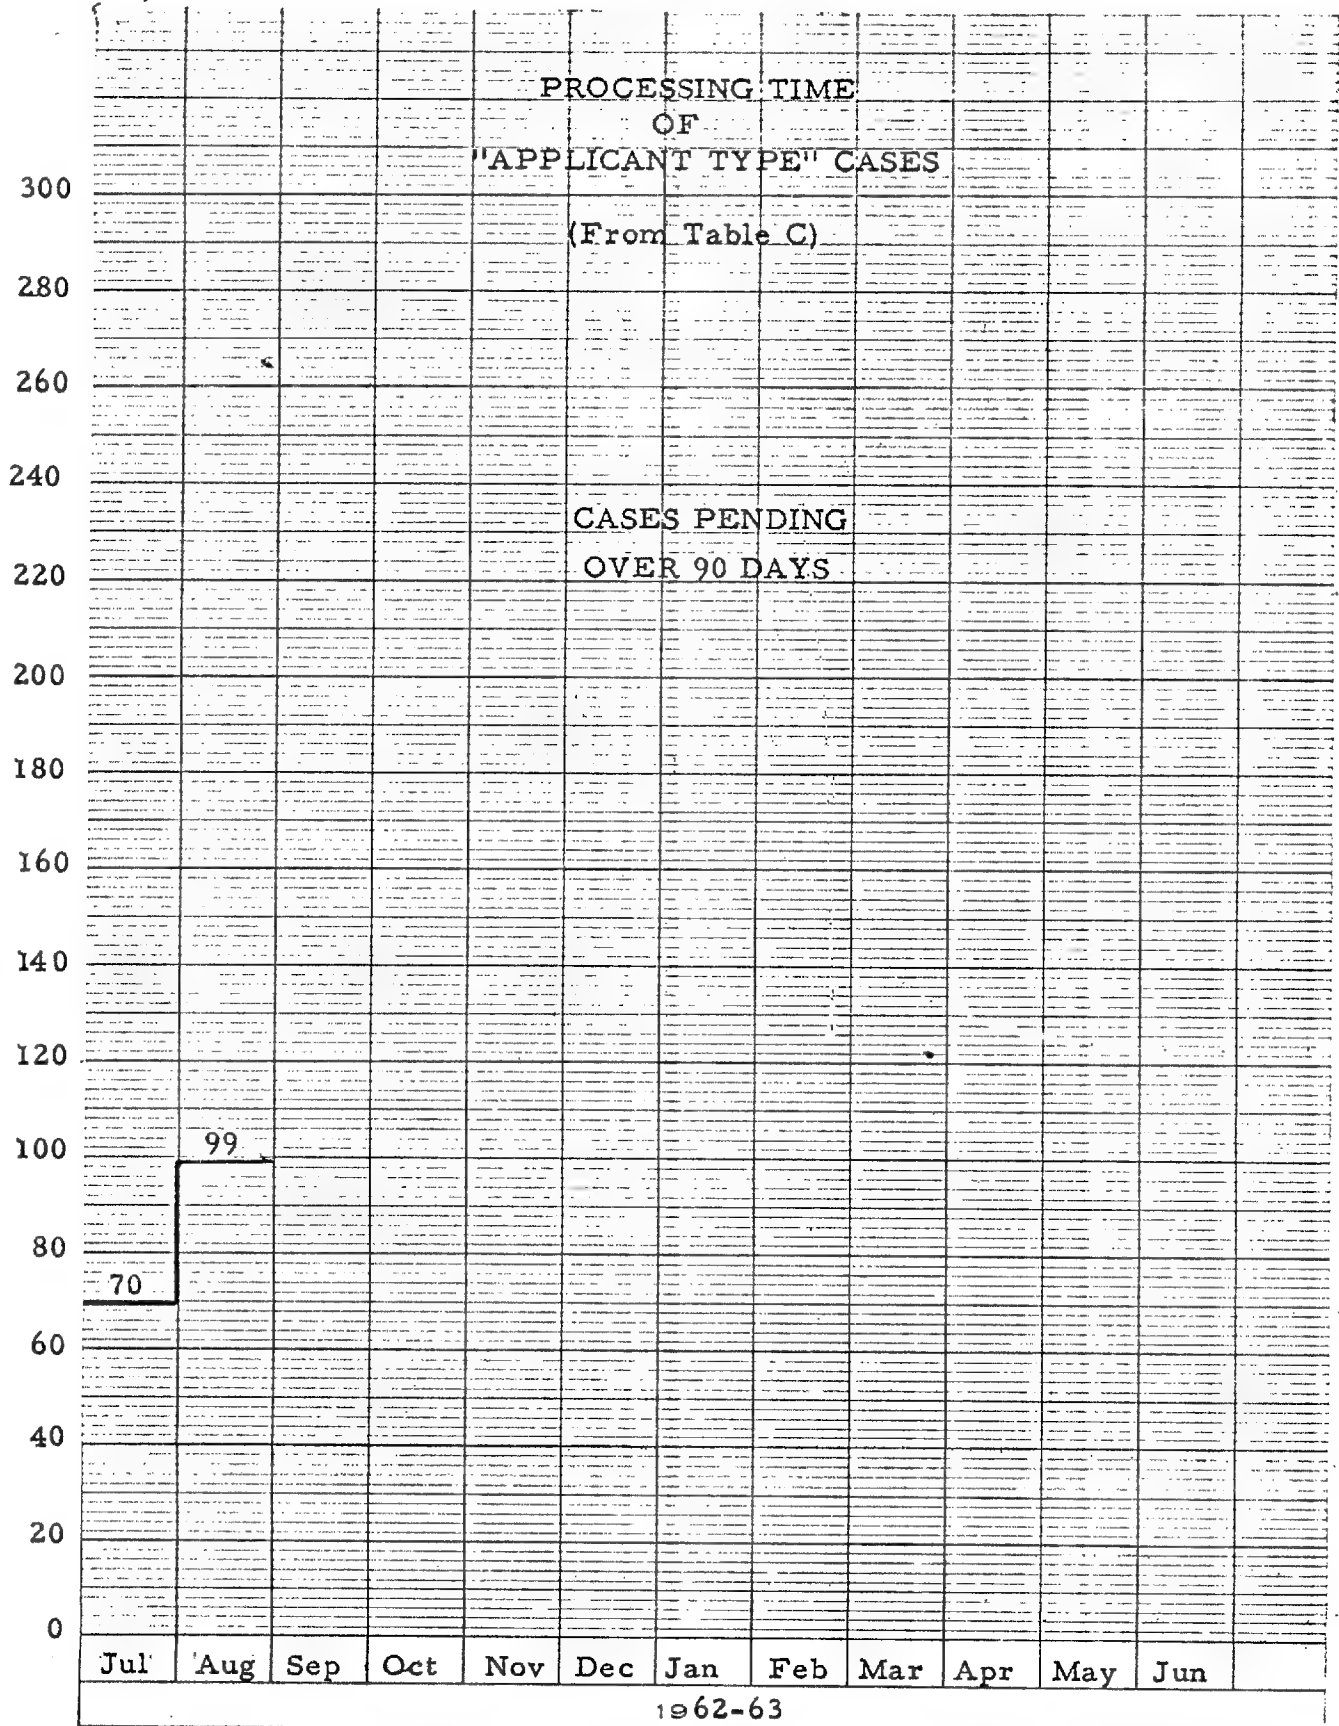 PROCESSING TIME
OF
"APPLICANT TYPE" CASES
(From Table C)
CASES PENDING
OVER 90 DAYS
300
280
260
240
220
200
180
160
140
120
100
80
60
40
20
0
99
70
Jul Aug Sep Oct Nov Dec Jan Feb Mar Apr May Jun
1962-63